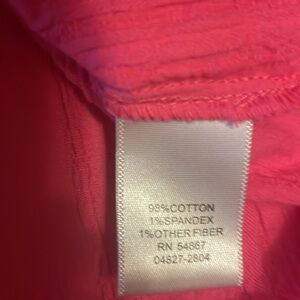 98%COTTON
1%SPANDEX
1%OTHER FIBER
RN 54867
04827-2804